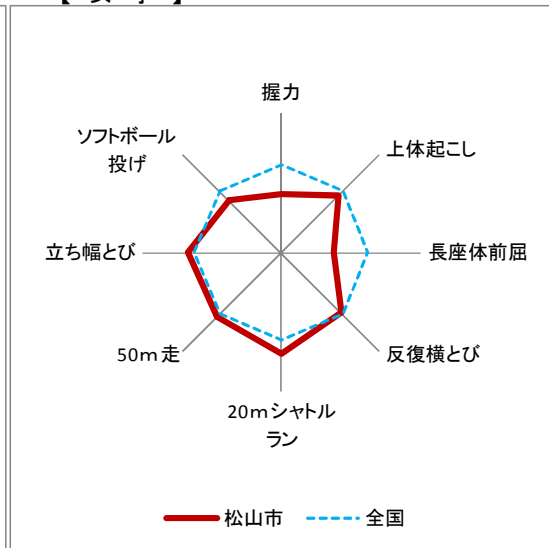 握力
上体起こし
長座体前屈
反復横とび
20mシャトル
ラン
50m走
立ち幅とび
ソフトボール
投げ
松山市
全国